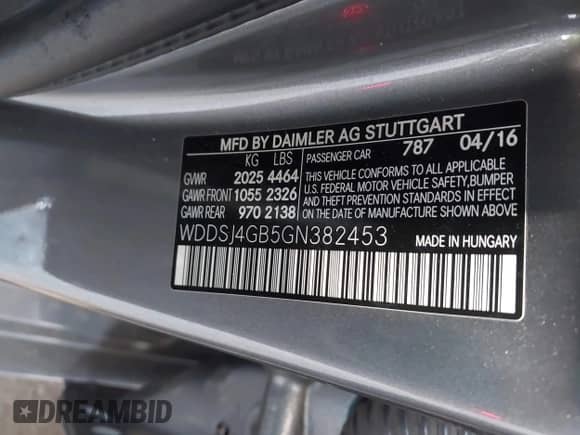 MFD BY DAIMLER AG STUTTGART
KG LBS PASSENGER CAR 787 04/16
GVWR 2025 4464
GAWR FRONT 1055 2326
GAWR REAR 970 2138
THIS VEHICLE CONFORMS TO ALL APPLICABLE
U.S. FEDERAL MOTOR VEHICLE SAFETY,BUMPER
AND THEFT PREVENTION STANDARDS IN EFFECT
ON THE DATE OF MANUFACTURE SHOWN ABOVE.
WDDSJ4GB5GN382453 MADE IN HUNGARY
DREAMBID